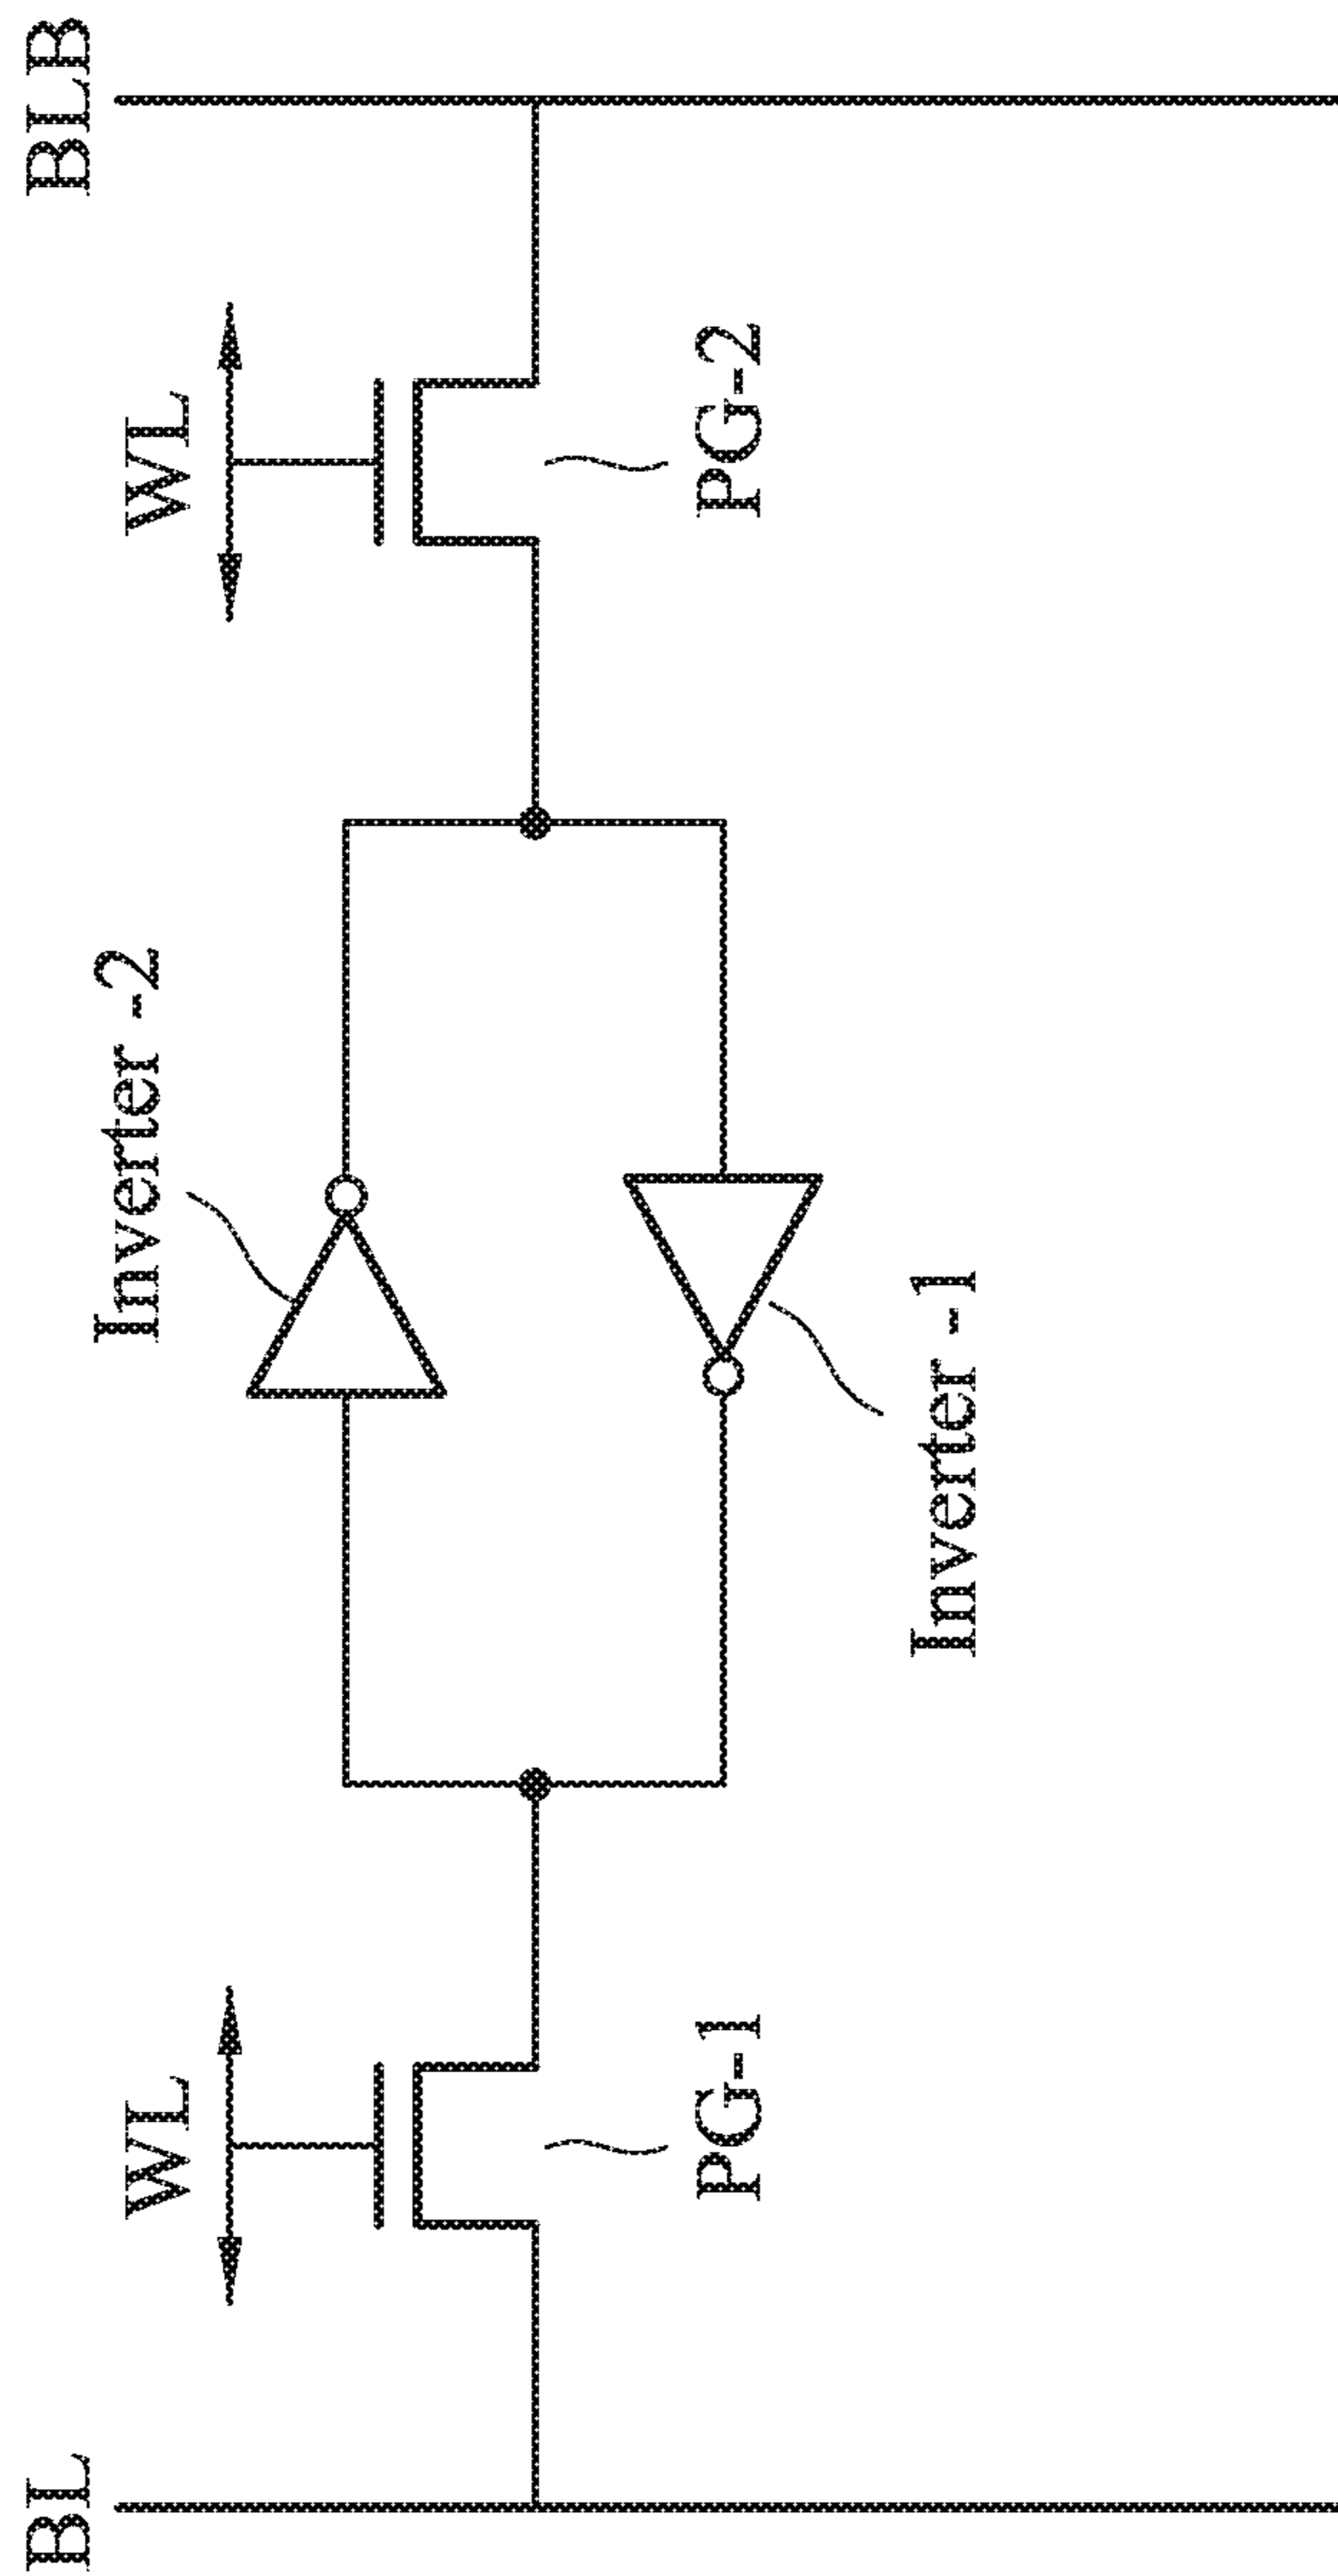 BL
BLB
WL
WL
Inverter -2
PG-1
PG-2
Inverter -1